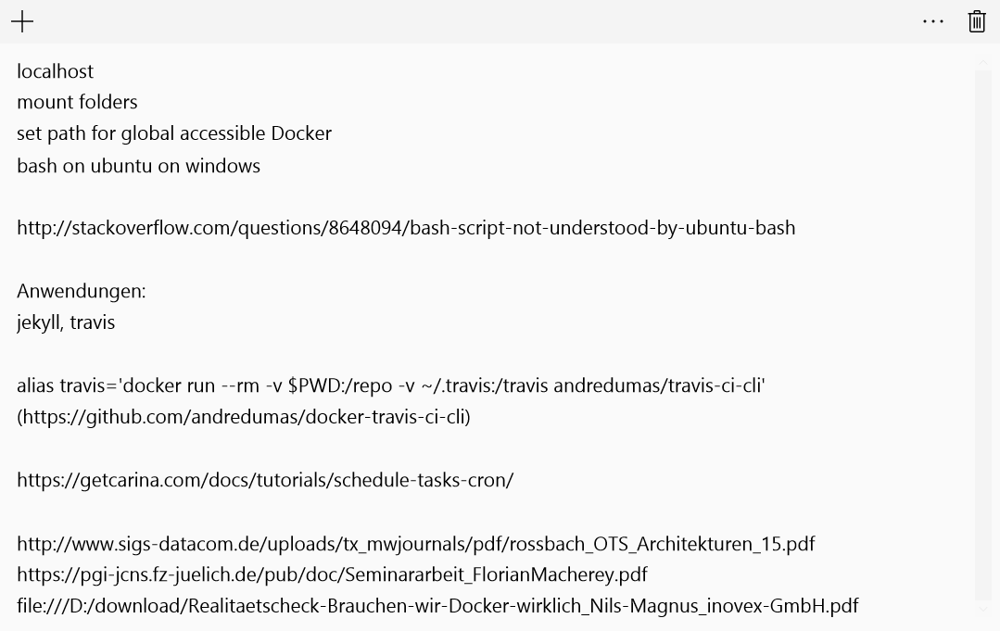 localhost
mount folders
set path for global accessible Docker
bash on ubuntu on windows
http://stackoverflow.com/questions/8648094/bash-script-not-understood-by-ubuntu-bash
Anwendungen:
jekyll, travis
alias travis='docker run --rm -v $PWD:/repo -v ~/.travis:/travis andredumas/travis-ci-cli'
(https://github.com/andredumas/docker-travis-ci-cli)
https://getcarina.com/docs/tutorials/schedule-tasks-cron/
http://www.sigs-datacom.de/uploads/tx_mwjournals/pdf/rossbach_OTS_Architekturen_15.pdf
https://pgi-jcns.fz-juelich.de/pub/doc/Seminararbeit_FlorianMacherey.pdf
file:///D:/download/Realitaetscheck-Brauchen-wir-Docker-wirklich_Nils-Magnus_inovex-GmbH.pdf